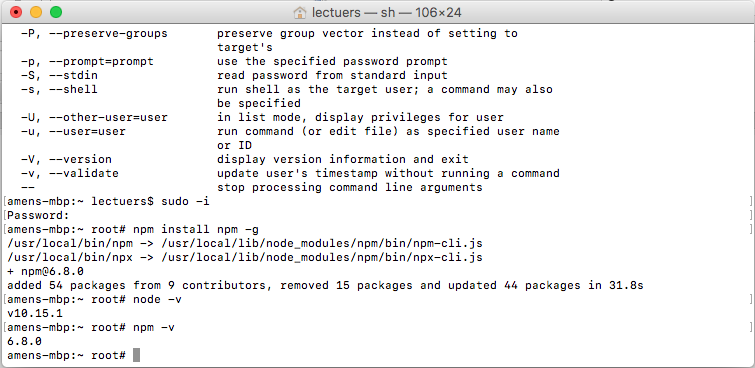 lectuers — sh — 106×24
-P, --preserve-groups preserve group vector instead of setting to
target's
-p, --prompt=prompt use the specified password prompt
-S, --stdin read password from standard input
-s, --shell run shell as the target user; a command may also
be specified
-U, --other-user=user in list mode, display privileges for user
-u, --user=user run command (or edit file) as specified user name
or ID
-V, --version display version information and exit
-v, --validate update user's timestamp without running a command
-- stop processing command line arguments
[amens-mbp:~ lectuers$ sudo -i ]
[Password: ]
[amens-mbp:~ root# npm install npm -g ]
/usr/local/bin/npm -> /usr/local/lib/node_modules/npm/bin/npm-cli.js
/usr/local/bin/npx -> /usr/local/lib/node_modules/npm/bin/npx-cli.js
+ npm@6.8.0
added 54 packages from 9 contributors, removed 15 packages and updated 44 packages in 31.8s
[amens-mbp:~ root# node -v ]
v10.15.1
[amens-mbp:~ root# npm -v ]
6.8.0
amens-mbp:~ root#